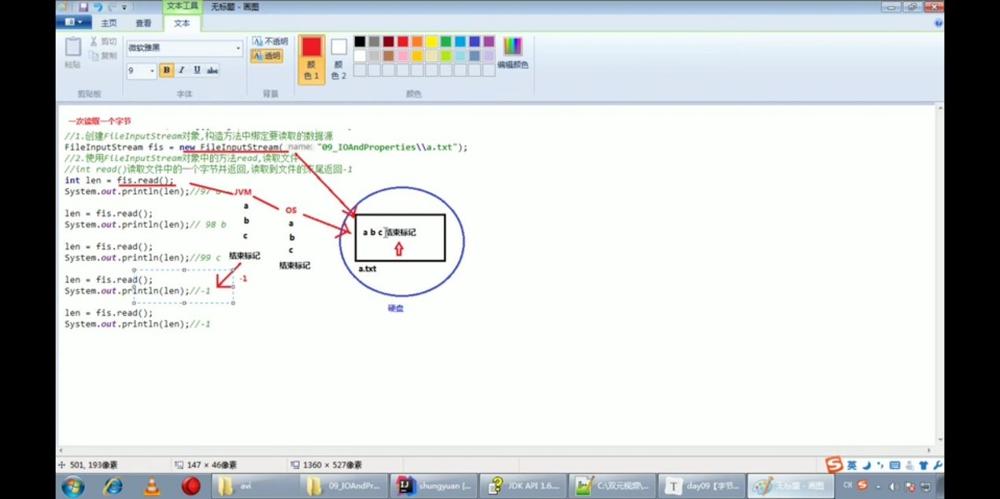 文本工具
无标题 - 画图
主页
查看
文本
粘贴
剪切
复制
剪贴板
微软雅黑
9
B
I
U
abc
字体
不透明
透明
背景
颜色 1
颜色 2
编辑颜色
颜色
一次读取一个字节
//1.创建FileInputStream对象,构造方法中绑定要读取的数据源
FileInputStream fis = new FileInputStream( name: "09_IOAndProperties\\a.txt");
//2.使用FileInputStream对象中的方法read,读取文件
//int read()读取文件中的一个字节并返回,读取到文件的末尾返回-1
int len = fis.read();
System.out.println(len);//97 a
len = fis.read();
System.out.println(len);// 98 b
len = fis.read();
System.out.println(len);//99 c
len = fis.read();
System.out.println(len);//-1
len = fis.read();
System.out.println(len);//-1
JVM
a
b
c
结束标记
-1
OS
a
b
c
结束标记
a b c 结束标记
a.txt
硬盘
501, 193像素
147 × 46像素
1360 × 527像素
英
avi
09_IOAndPr...
shungyuan [...
JDK API 1.6....
C:\双元视频\...
day09【字节...
无标题 - 画图
CH